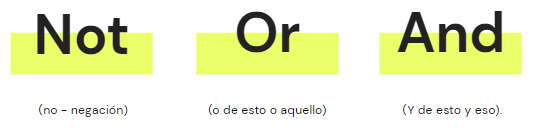 Not Or And
(no - negación) (o de esto o aquello) (Y de esto y eso).